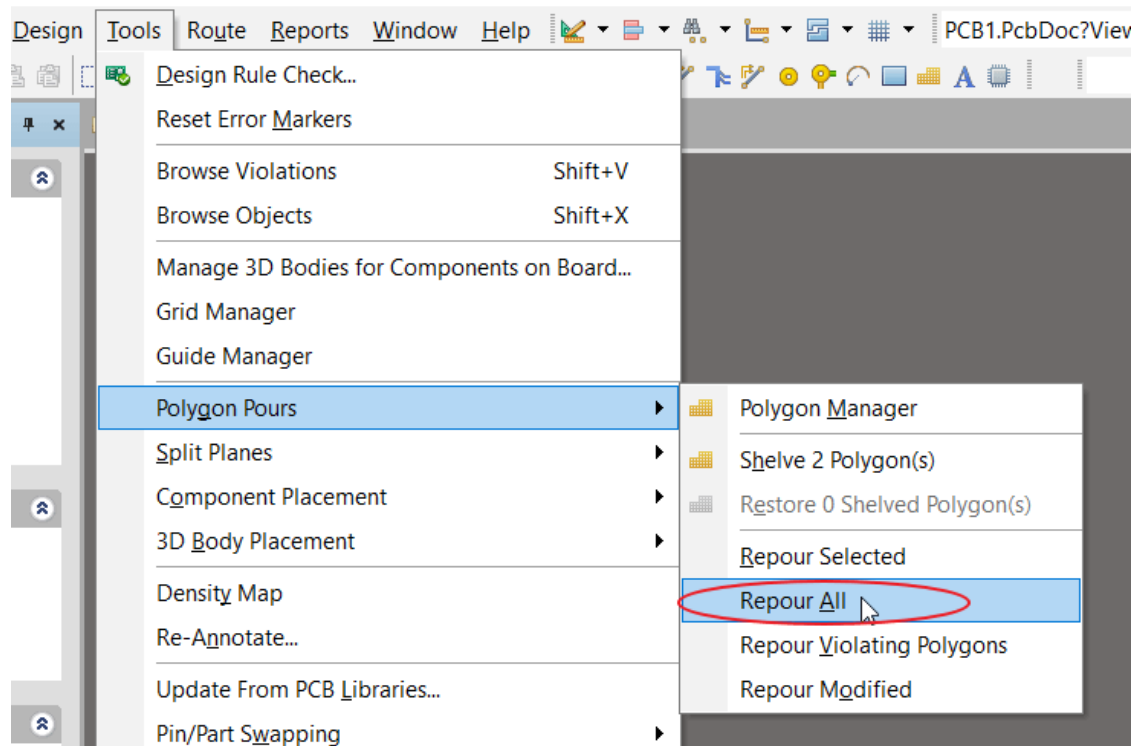 Design Tools Route Reports Window Help PCB1.PcbDoc?View
A
Design Rule Check...
Reset Error Markers
Browse Violations Shift+V
Browse Objects Shift+X
Manage 3D Bodies for Components on Board...
Grid Manager
Guide Manager
Polygon Pours
Split Planes
Component Placement
3D Body Placement
Density Map
Re-Annotate...
Update From PCB Libraries...
Pin/Part Swapping
Polygon Manager
Shelve 2 Polygon(s)
Restore 0 Shelved Polygon(s)
Repour Selected
Repour All
Repour Violating Polygons
Repour Modified